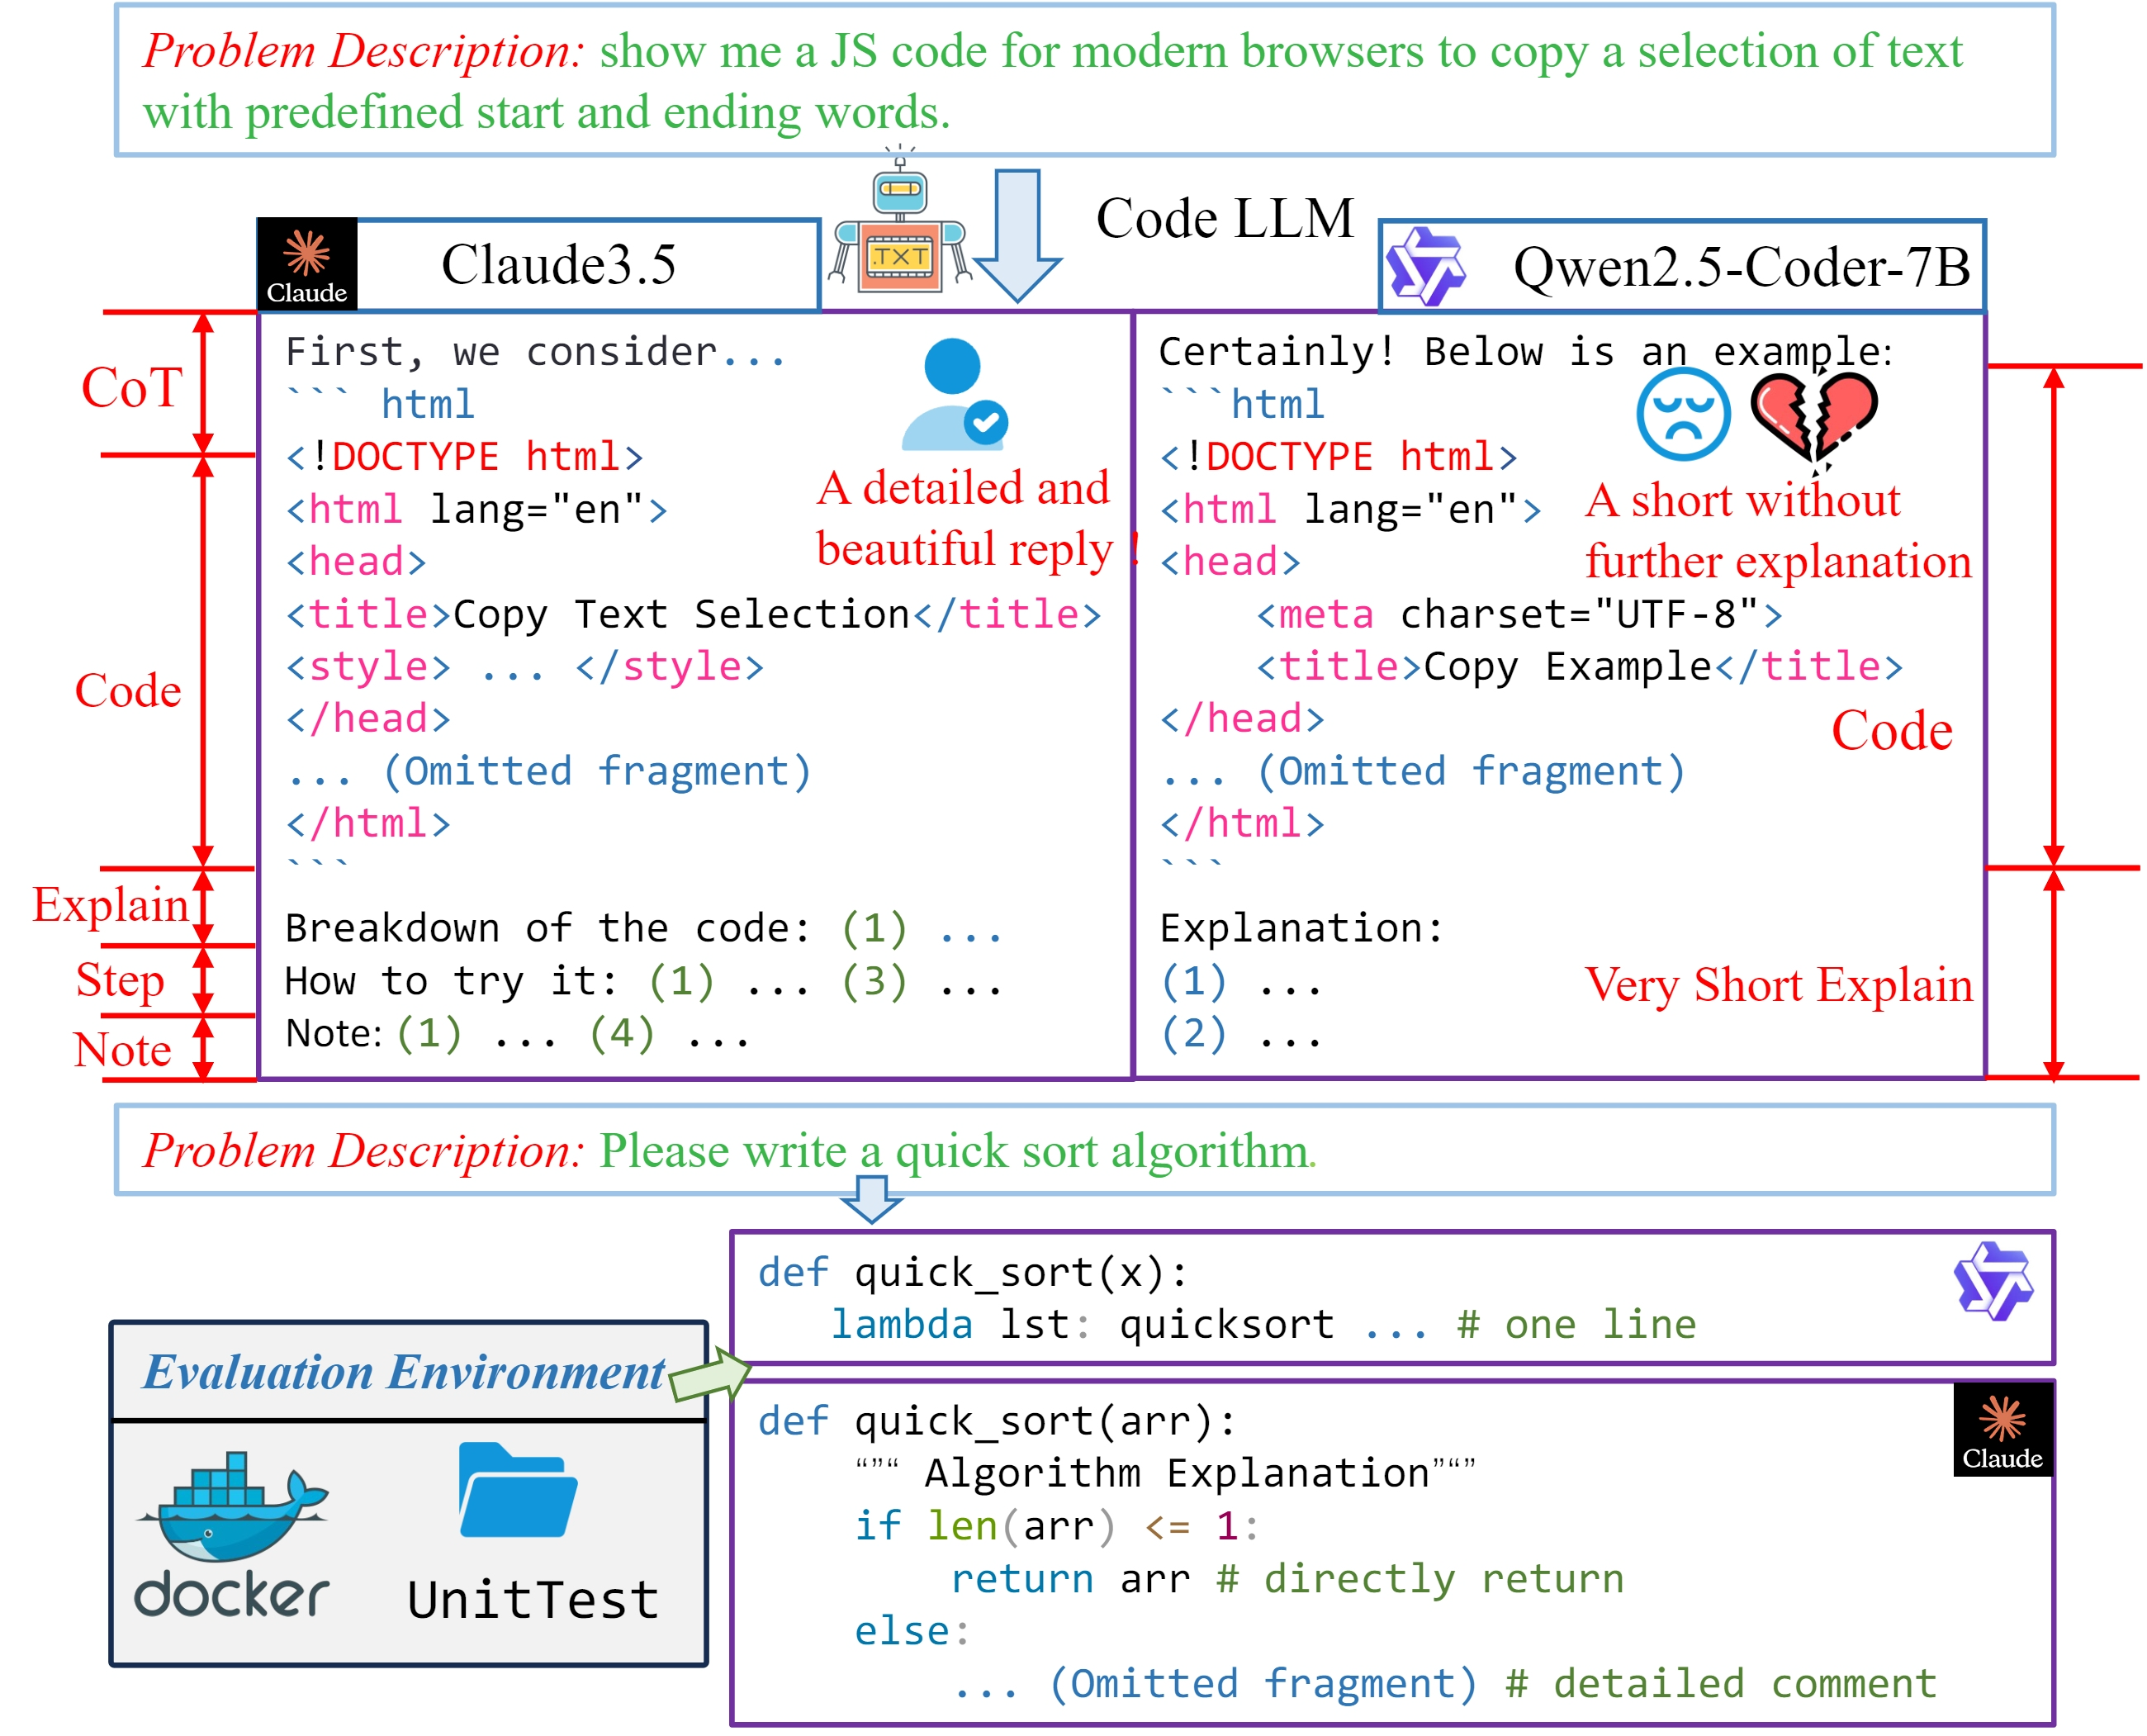 Problem Description: show me a JS code for modern browsers to copy a selection of text
with predefined start and ending words.
.TXT
Code LLM
Claude
Claude3.5
Qwen2.5-Coder-7B
CoT
Code
Explain
Step
Note
First, we consider...
``` html
<!DOCTYPE html>
<html lang="en">
<head>
<title>Copy Text Selection</title>
<style> ... </style>
</head>
... (Omitted fragment)
</html>
```
Breakdown of the code: (1) ...
How to try it: (1) ... (3) ...
Note: (1) ... (4) ...
A detailed and
beautiful reply !
Certainly! Below is an example:
```html
<!DOCTYPE html>
<html lang="en">
<head>
<meta charset="UTF-8">
<title>Copy Example</title>
</head>
... (Omitted fragment)
</html>
```
Explanation:
(1) ...
(2) ...
A short without
further explanation
Code
Very Short Explain
Problem Description: Please write a quick sort algorithm.
def quick_sort(x):
lambda lst: quicksort ... # one line
Evaluation Environment
docker
UnitTest
def quick_sort(arr):
“”“ Algorithm Explanation”“”
if len(arr) <= 1:
return arr # directly return
else:
... (Omitted fragment) # detailed comment
Claude